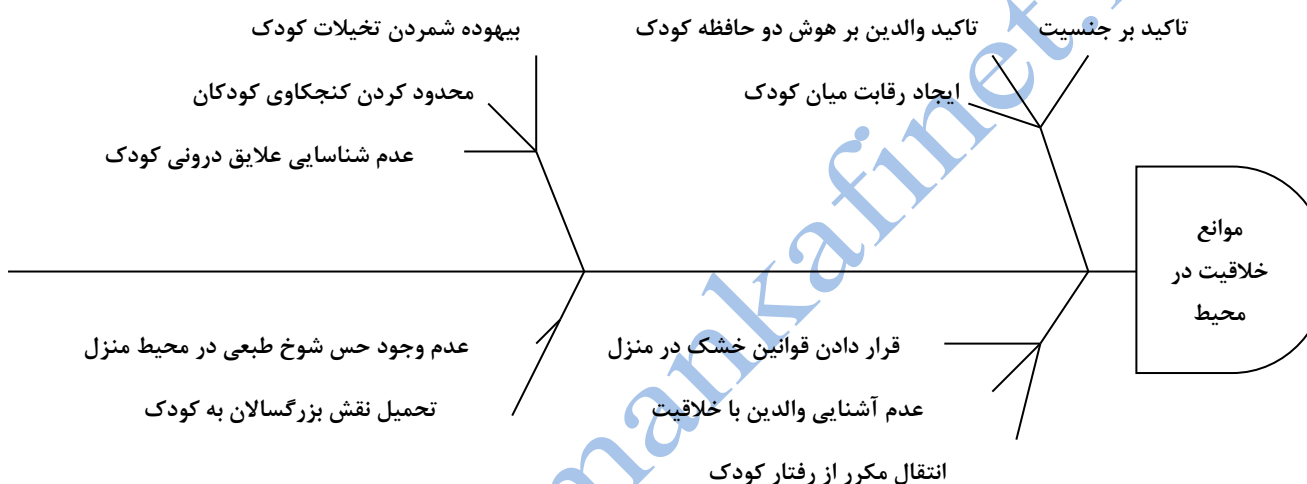 تاکید بر جنسیت
تاکید والدین بر هوش دو حافظه کودک
بیهوده شمردن تخیلات کودک
ایجاد رقابت میان کودک
محدود کردن کنجکاوی کودکان
عدم شناسایی علایق درونی کودک
موانع
خلاقیت در
محیط
قرار دادن قوانین خشک در منزل
عدم وجود حس شوخ طبعی در محیط منزل
عدم آشنایی والدین با خلاقیت
تحمیل نقش بزرگسالان به کودک
انتقال مکرر از رفتار کودک
mankafinet.